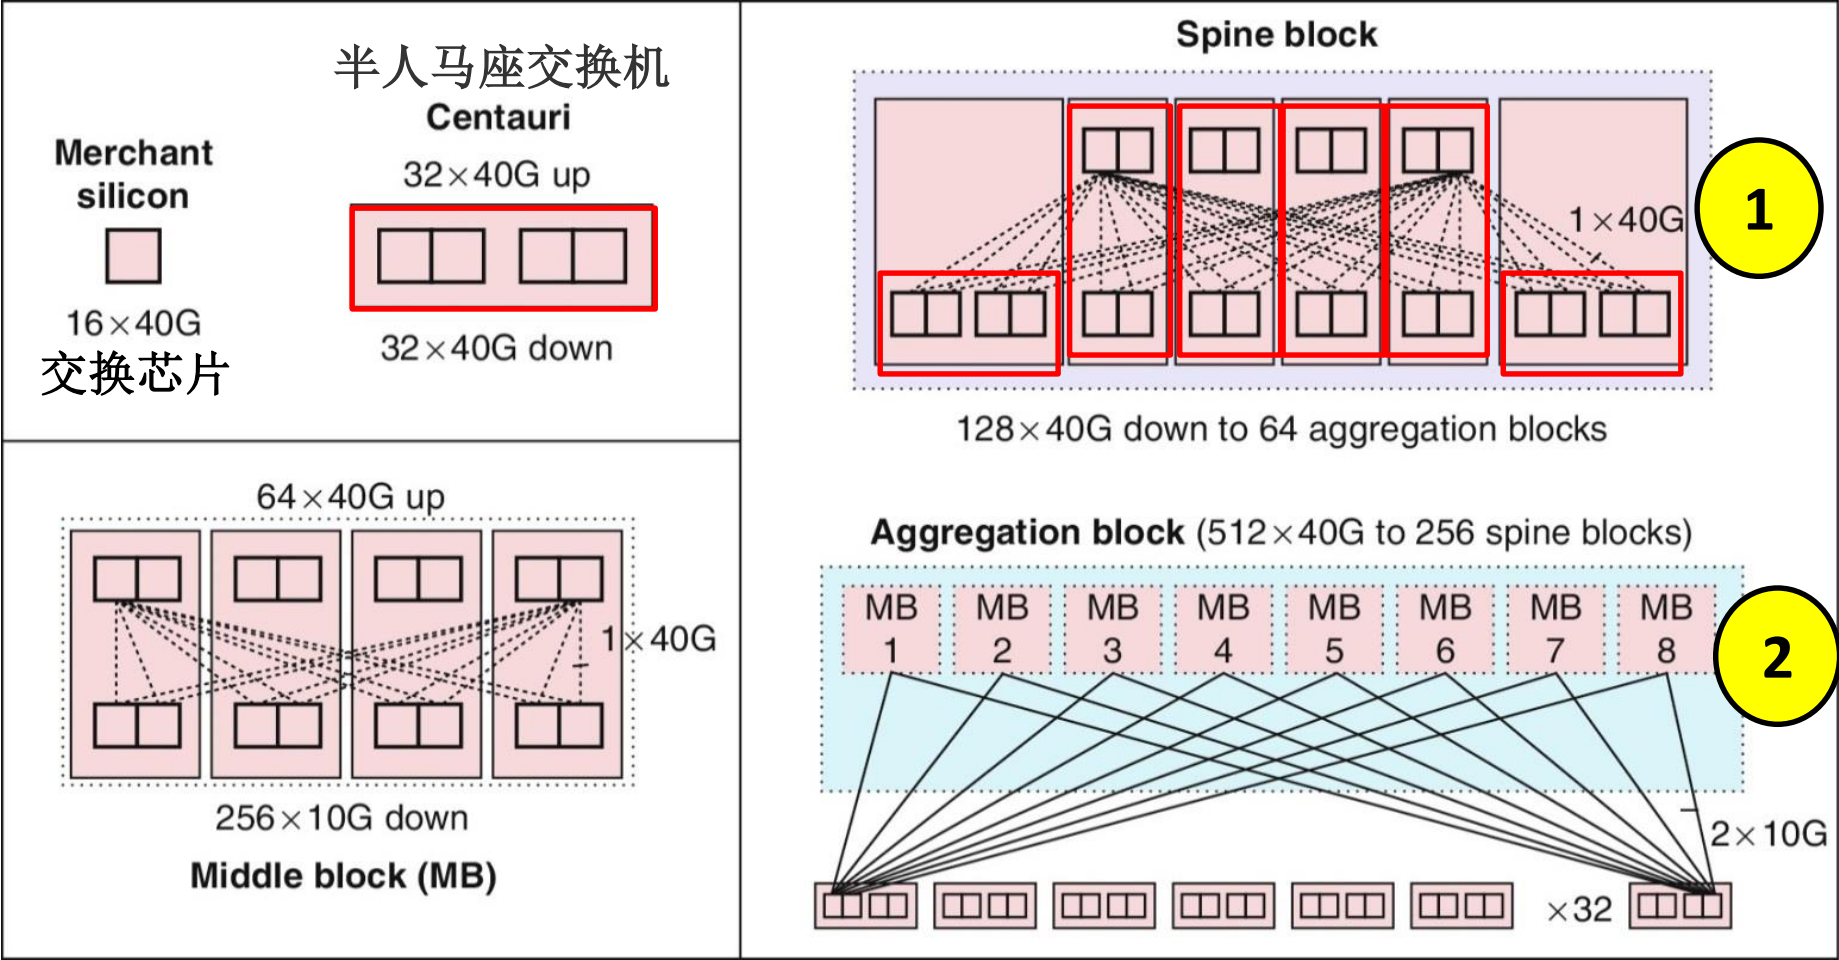 半人马座交换机
Centauri
32×40G up
32×40G down
Merchant
silicon
16×40G
交换芯片
64×40G up
1×40G
256×10G down
Middle block (MB)
Spine block
1×40G
1
128×40G down to 64 aggregation blocks
Aggregation block (512×40G to 256 spine blocks)
MB MB MB MB MB MB MB MB
1 2 3 4 5 6 7 8
2
2×10G
×32